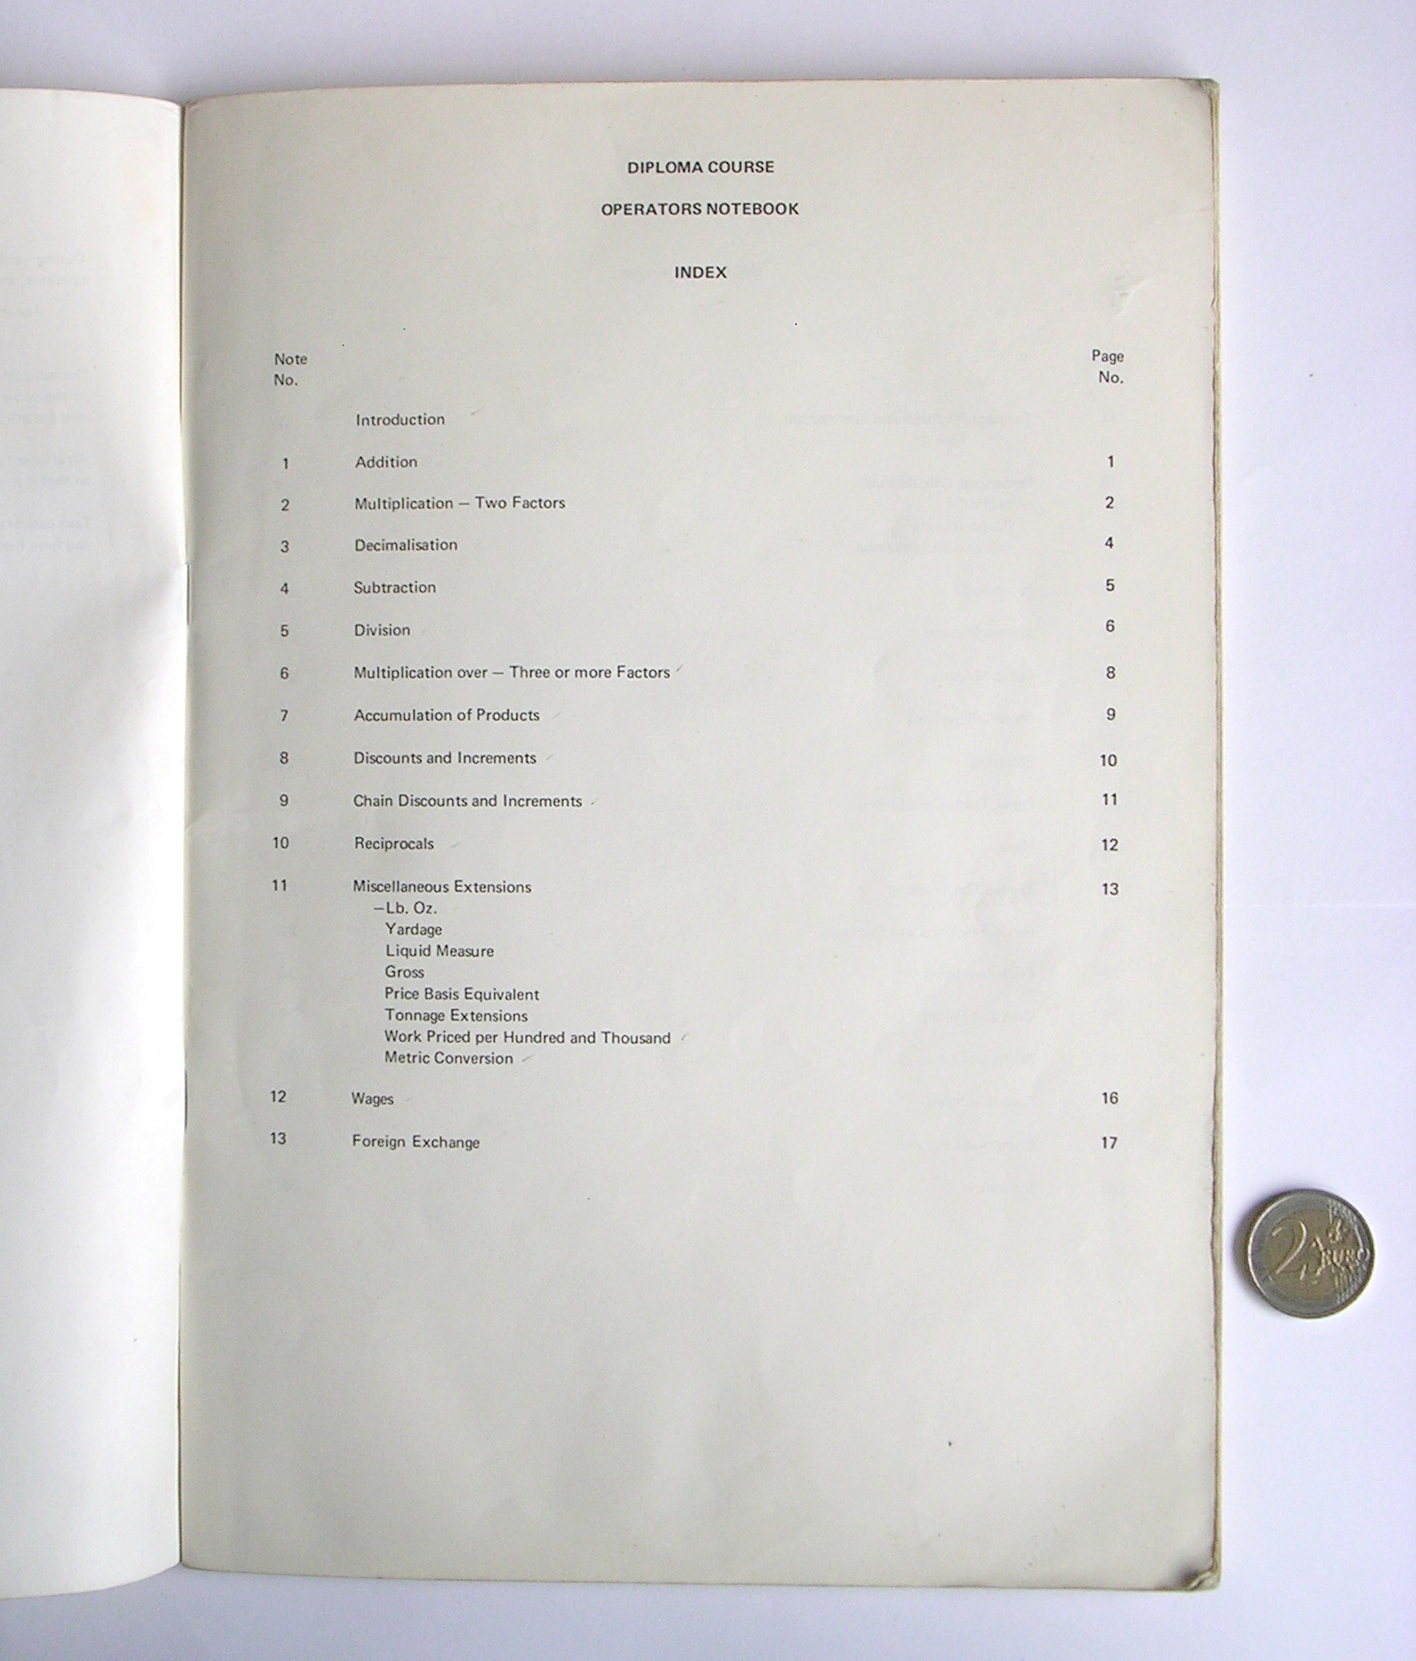 DIPLOMA COURSE
OPERATORS NOTEBOOK
INDEX
Note Page
No. No.
Introduction
1 Addition 1
2 Multiplication — Two Factors 2
3 Decimalisation 4
4 Subtraction 5
5 Division 6
6 Multiplication over — Three or more Factors 8
7 Accumulation of Products 9
8 Discounts and Increments 10
9 Chain Discounts and Increments 11
10 Reciprocals 12
11 Miscellaneous Extensions 13
—Lb. Oz.
Yardage
Liquid Measure
Gross
Price Basis Equivalent
Tonnage Extensions
Work Priced per Hundred and Thousand
Metric Conversion
12 Wages 16
13 Foreign Exchange 17
2 EURO